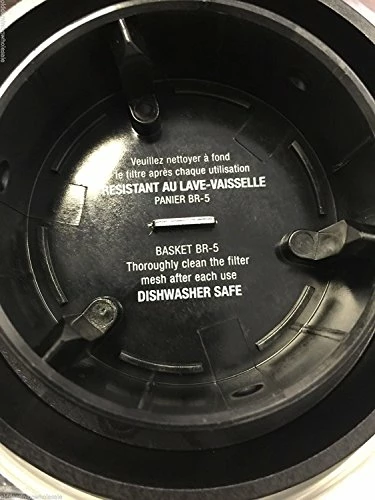 Veuillez nettoyer à fond
le filtre après chaque utilisation
RESISTANT AU LAVE-VAISSELLE
PANIER BR-5
BASKET BR-5
Thoroughly clean the filter
mesh after each use
DISHWASHER SAFE